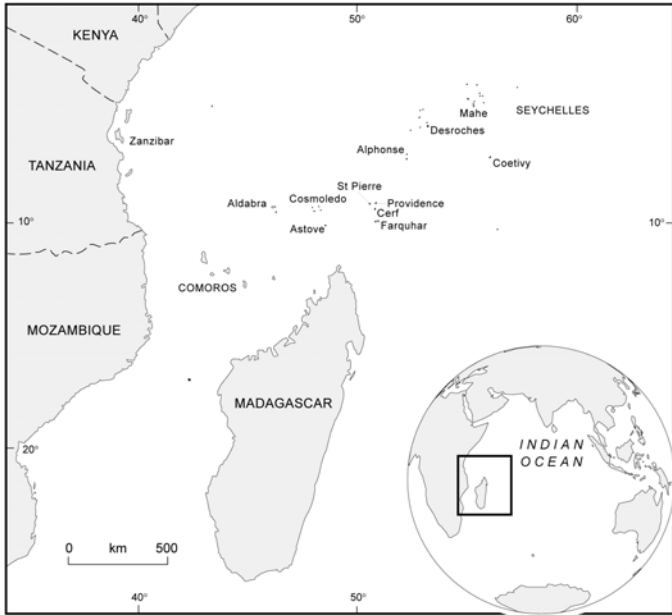 40°
50°
60°
KENYA
Mahe
SEYCHELLES
Zanzibar
Desroches
Alphonse
TANZANIA
Coetivy
St Pierre
Aldabra
Cosmoledo
Providence
Cerf
10°
Astove
Farquhar
10°
COMOROS
MOZAMBIQUE
MADAGASCAR
INDIAN
OCEAN
20°
0 km 500
40°
50°